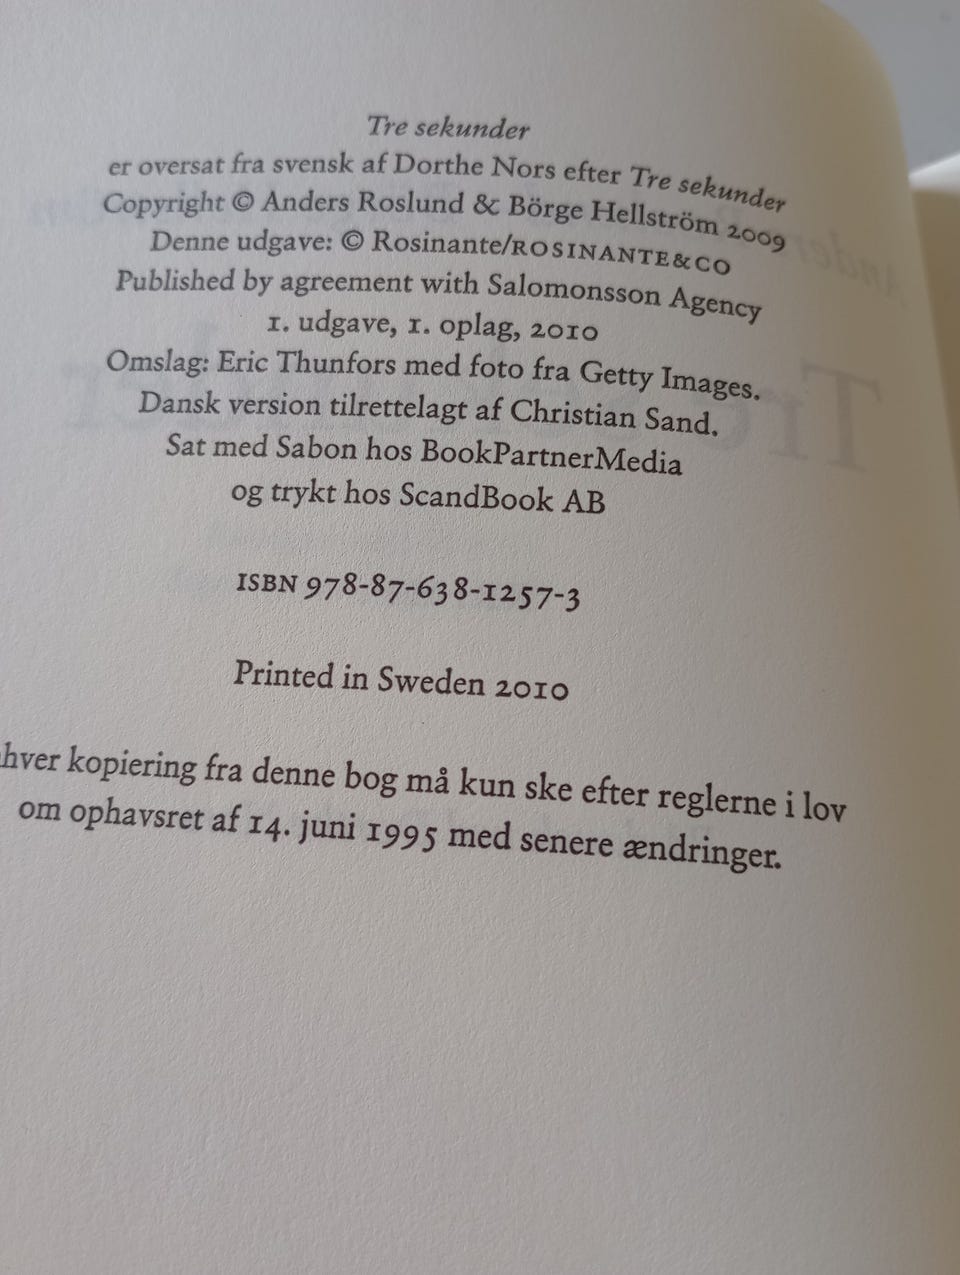 Tre sekunder
er oversat fra svensk af Dorthe Nors efter Tre sekunder
Copyright © Anders Roslund & Börge Hellström 2009
Denne udgave: © Rosinante/ROSINANTE&CO
Published by agreement with Salomonsson Agency
1. udgave, 1. oplag, 2010
Omslag: Eric Thunfors med foto fra Getty Images.
Dansk version tilrettelagt af Christian Sand.
Sat med Sabon hos BookPartnerMedia
og trykt hos ScandBook AB
ISBN 978-87-638-1257-3
Printed in Sweden 2010
hver kopiering fra denne bog må kun ske efter reglerne i lov
om ophavsret af 14. juni 1995 med senere ændringer.